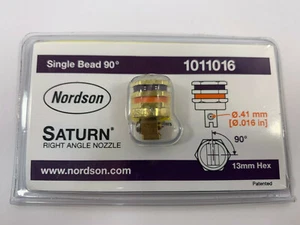 Single Bead 90° 1011016
Nordson
Ø.41 mm
[Ø.016 in]
SATURN®
RIGHT ANGLE NOZZLE
90°
www.nordson.com
13mm Hex
Patented